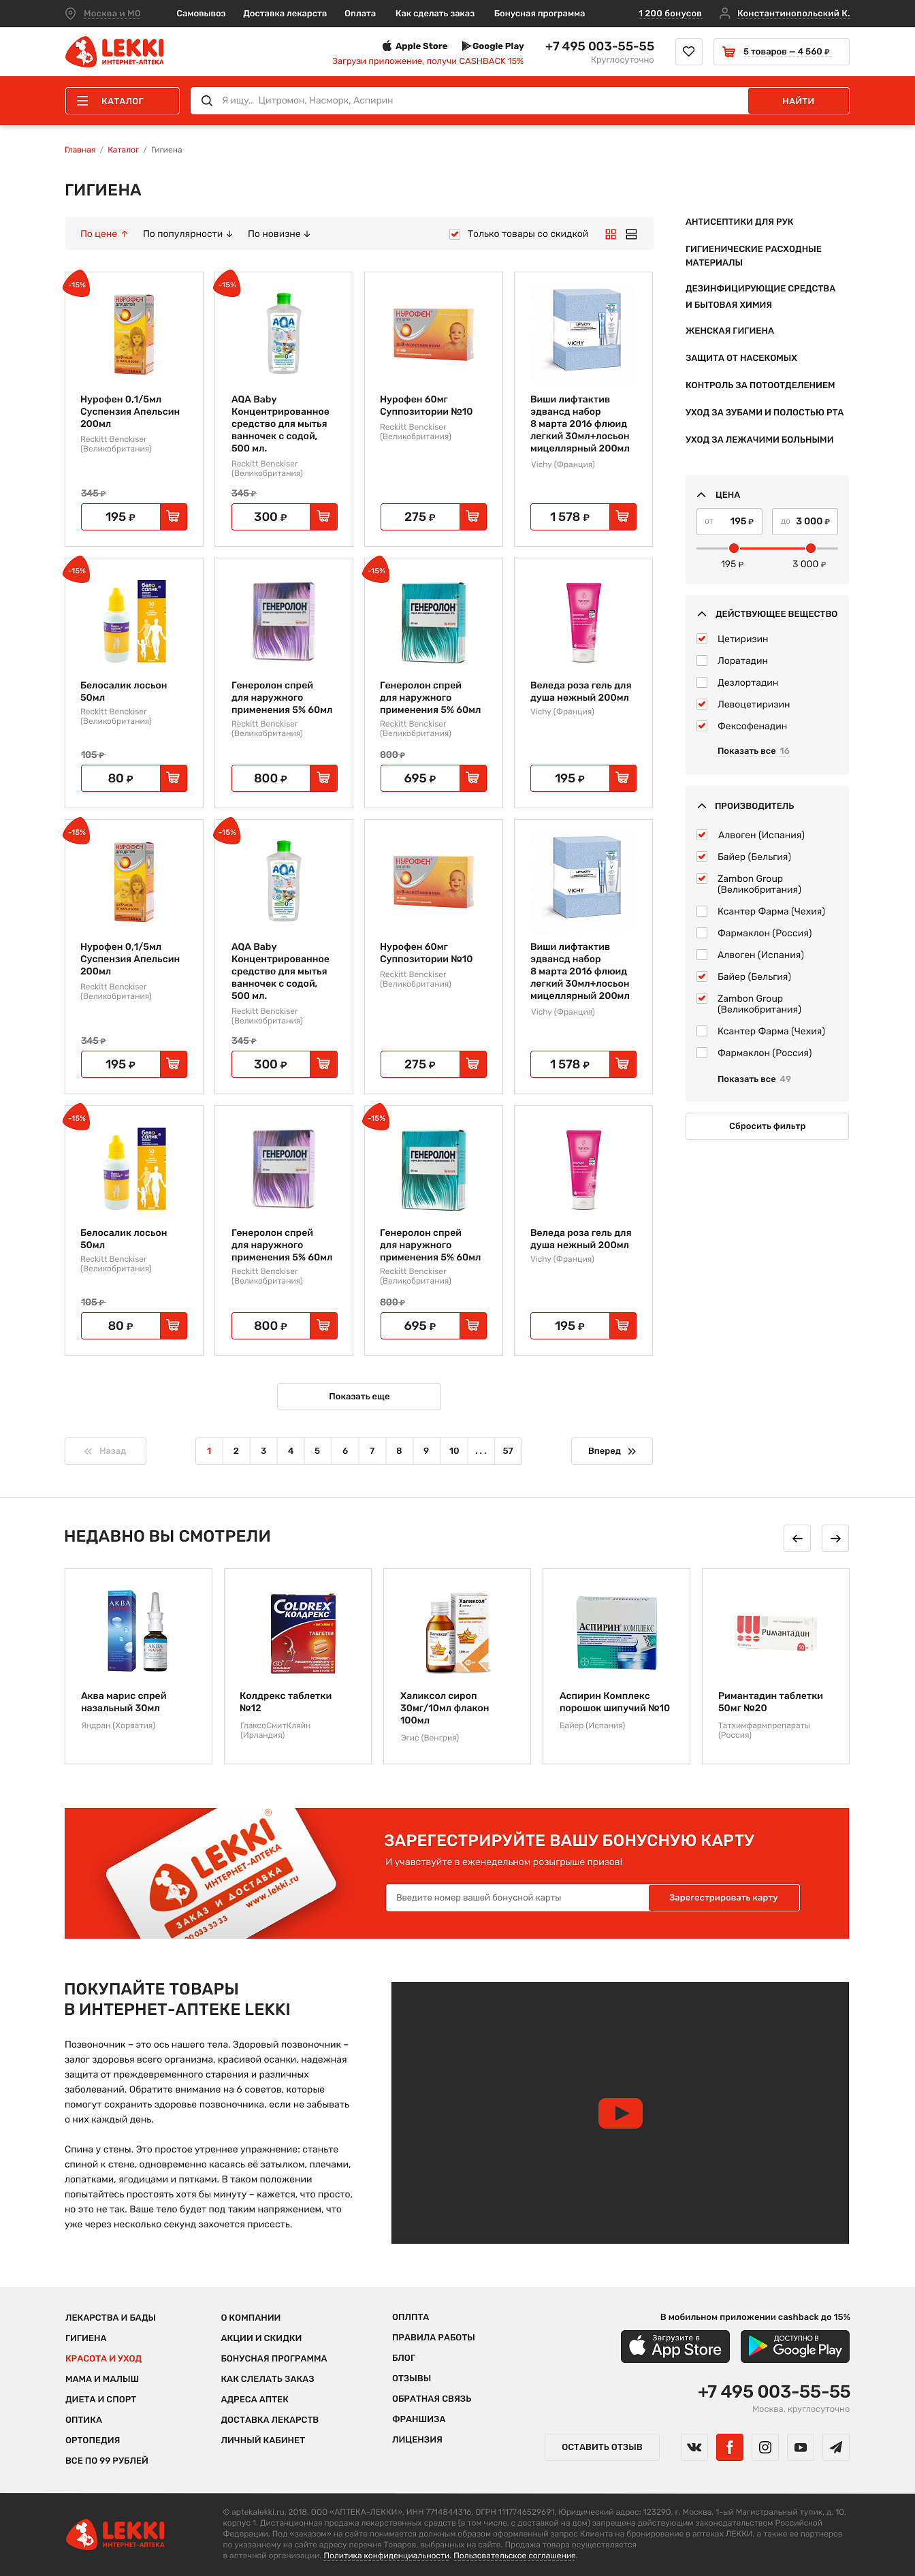 Москва и МО
Самовывоз
Доставка лекарств
Оплата
Как сделать заказ
Бонусная программа
1 200 бонусов
Константинопольский К.
LEKKI
ИНТЕРНЕТ-АПТЕКА
Apple Store
Google Play
Загрузи приложение, получи CASHBACK 15%
+7 495 003-55-55
Круглосуточно
5 товаров — 4 560 ₽
КАТАЛОГ
Я ищу... Цитромон, Насморк, Аспирин
НАЙТИ
Главная / Каталог / Гигиена
ГИГИЕНА
По цене ↑
По популярности ↓
По новизне ↓
Только товары со скидкой
-15%
Нурофен 0,1/5мл
Суспензия Апельсин
200мл
Reckitt Benckiser
(Великобритания)
345 ₽
195 ₽
-15%
AQA Baby
Концентрированное
средство для мытья
ванночек с содой,
500 мл.
Reckitt Benckiser
(Великобритания)
345 ₽
300 ₽
Нурофен 60мг
Суппозитории №10
Reckitt Benckiser
(Великобритания)
275 ₽
Виши лифтактив
эдвансд набор
8 марта 2016 флюид
легкий 30мл+лосьон
мицеллярный 200мл
Vichy (Франция)
1 578 ₽
-15%
Белосалик лосьон
50мл
Reckitt Benckiser
(Великобритания)
105 ₽
80 ₽
Генеролон спрей
для наружного
применения 5% 60мл
Reckitt Benckiser
(Великобритания)
800 ₽
-15%
Генеролон спрей
для наружного
применения 5% 60мл
Reckitt Benckiser
(Великобритания)
800 ₽
695 ₽
Веледа роза гель для
душа нежный 200мл
Vichy (Франция)
195 ₽
-15%
Нурофен 0,1/5мл
Суспензия Апельсин
200мл
Reckitt Benckiser
(Великобритания)
345 ₽
195 ₽
-15%
AQA Baby
Концентрированное
средство для мытья
ванночек с содой,
500 мл.
Reckitt Benckiser
(Великобритания)
345 ₽
300 ₽
Нурофен 60мг
Суппозитории №10
Reckitt Benckiser
(Великобритания)
275 ₽
Виши лифтактив
эдвансд набор
8 марта 2016 флюид
легкий 30мл+лосьон
мицеллярный 200мл
Vichy (Франция)
1 578 ₽
-15%
Белосалик лосьон
50мл
Reckitt Benckiser
(Великобритания)
105 ₽
80 ₽
Генеролон спрей
для наружного
применения 5% 60мл
Reckitt Benckiser
(Великобритания)
800 ₽
-15%
Генеролон спрей
для наружного
применения 5% 60мл
Reckitt Benckiser
(Великобритания)
800 ₽
695 ₽
Веледа роза гель для
душа нежный 200мл
Vichy (Франция)
195 ₽
АНТИСЕПТИКИ ДЛЯ РУК
ГИГИЕНИЧЕСКИЕ РАСХОДНЫЕ
МАТЕРИАЛЫ
ДЕЗИНФИЦИРУЮЩИЕ СРЕДСТВА
И БЫТОВАЯ ХИМИЯ
ЖЕНСКАЯ ГИГИЕНА
ЗАЩИТА ОТ НАСЕКОМЫХ
КОНТРОЛЬ ЗА ПОТООТДЕЛЕНИЕМ
УХОД ЗА ЗУБАМИ И ПОЛОСТЬЮ РТА
УХОД ЗА ЛЕЖАЧИМИ БОЛЬНЫМИ
ЦЕНА
от 195 ₽
до 3 000 ₽
195 ₽
3 000 ₽
ДЕЙСТВУЮЩЕЕ ВЕЩЕСТВО
Цетиризин
Лоратадин
Дезлортадин
Левоцетиризин
Фексофенадин
Показать все 16
ПРОИЗВОДИТЕЛЬ
Алвоген (Испания)
Байер (Бельгия)
Zambon Group
(Великобритания)
Ксантер Фарма (Чехия)
Фармаклон (Россия)
Алвоген (Испания)
Байер (Бельгия)
Zambon Group
(Великобритания)
Ксантер Фарма (Чехия)
Фармаклон (Россия)
Показать все 49
Сбросить фильтр
Показать еще
« Назад
1 2 3 4 5 6 7 8 9 10 ... 57
Вперед »
НЕДАВНО ВЫ СМОТРЕЛИ
← →
Аква марис спрей
назальный 30мл
Яндран (Хорватия)
COLDREX
КОЛДРЕКС
ТАБЛЕТКИ
Колдрекс таблетки
№12
ГлаксоСмитКляйн
(Ирландия)
Халиксол
Халиксол сироп
30мг/10мл флакон
100мл
Эгис (Венгрия)
АСПИРИН КОМПЛЕКС
Аспирин Комплекс
порошок шипучий №10
Байер (Испания)
Римантадин
Римантадин таблетки
50мг №20
Татхимфармпрепараты
(Россия)
LEKKI
ИНТЕРНЕТ-АПТЕКА
ЗАКАЗ И ДОСТАВКА
www.lekki.ru
ЗАРЕГЕСТРИРУЙТЕ ВАШУ БОНУСНУЮ КАРТУ
И учавствуйте в еженедельном розыгрыше призов!
Введите номер вашей бонусной карты
Зарегестрировать карту
ПОКУПАЙТЕ ТОВАРЫ
В ИНТЕРНЕТ-АПТЕКЕ LEKKI
Позвоночник – это ось нашего тела. Здоровый позвоночник –
залог здоровья всего организма, красивой осанки, надежная
защита от преждевременного старения и различных
заболеваний. Обратите внимание на 6 советов, которые
помогут сохранить здоровье позвоночника, если не забывать
о них каждый день.
Спина у стены. Это простое утреннее упражнение: станьте
спиной к стене, одновременно касаясь её затылком, плечами,
лопатками, ягодицами и пятками. В таком положении
попытайтесь простоять хотя бы минуту – кажется, что просто,
но это не так. Ваше тело будет под таким напряжением, что
уже через несколько секунд захочется присесть.
ЛЕКАРСТВА И БАДЫ
ГИГИЕНА
КРАСОТА И УХОД
МАМА И МАЛЫШ
ДИЕТА И СПОРТ
ОПТИКА
ОРТОПЕДИЯ
ВСЕ ПО 99 РУБЛЕЙ
О КОМПАНИИ
АКЦИИ И СКИДКИ
БОНУСНАЯ ПРОГРАММА
КАК СЛЕЛАТЬ ЗАКАЗ
АДРЕСА АПТЕК
ДОСТАВКА ЛЕКАРСТВ
ЛИЧНЫЙ КАБИНЕТ
ОПЛПТА
ПРАВИЛА РАБОТЫ
БЛОГ
ОТЗЫВЫ
ОБРАТНАЯ СВЯЗЬ
ФРАНШИЗА
ЛИЦЕНЗИЯ
В мобильном приложении cashback до 15%
Загрузите в
App Store
ДОСТУПНО В
Google Play
+7 495 003-55-55
Москва, круглосуточно
ОСТАВИТЬ ОТЗЫВ
LEKKI
ИНТЕРНЕТ-АПТЕКА
© aptekalekki.ru, 2018. ООО «АПТЕКА-ЛЕККИ», ИНН 7714844316, ОГРН 1117746529691, Юридический адрес: 123290, г. Москва, 1-ый Магистральный тупик, д. 10,
корпус 1. Дистанционная продажа лекарственных средств (в том числе, с доставкой на дом) запрещена действующим законодательством Российской
Федерации. Под «заказом» на сайте понимается должным образом оформленный запрос Клиента на бронирование в аптеках ЛЕККИ, а также ее партнеров
по указанному на сайте адресу перечня Товаров, выбранных на сайте. Продажа товара осуществляется
в аптечной организации. Политика конфиденциальности. Пользовательское соглашение.